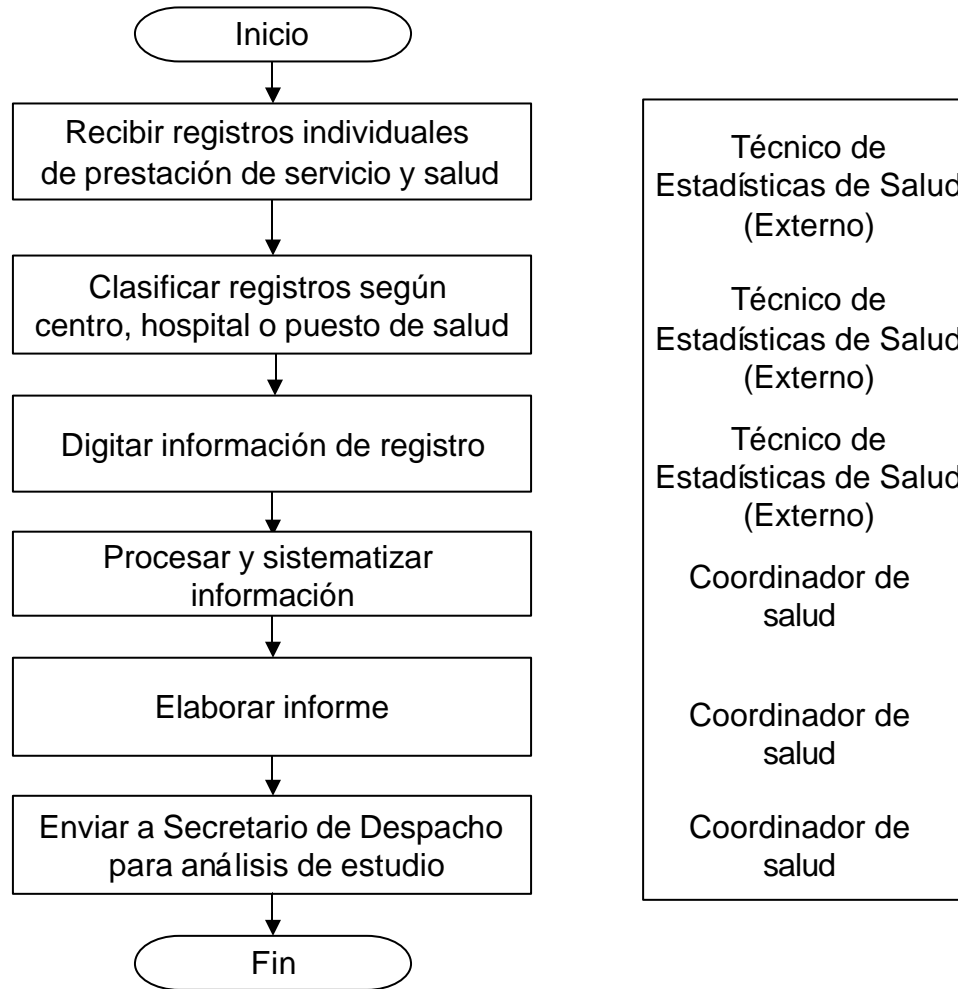 Inicio
Recibir registros individuales
de prestación de servicio y salud
Clasificar registros según
centro, hospital o puesto de salud
Digitar información de registro
Procesar y sistematizar
información
Elaborar informe
Enviar a Secretario de Despacho
para análisis de estudio
Fin
Técnico de
Estadísticas de Salud
(Externo)
Técnico de
Estadísticas de Salud
(Externo)
Técnico de
Estadísticas de Salud
(Externo)
Coordinador de
salud
Coordinador de
salud
Coordinador de
salud